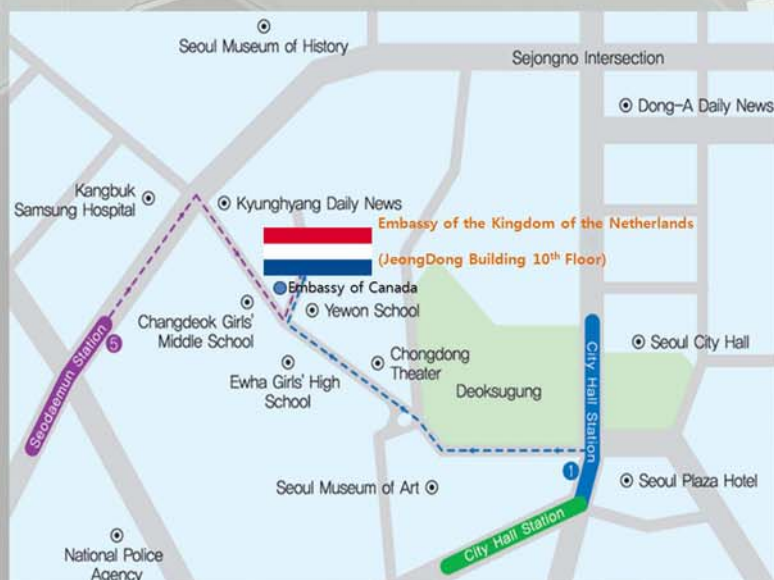 Seoul Museum of History
Sejongno Intersection
Dong-A Daily News
Kangbuk
Samsung Hospital
Kyunghyang Daily News
Embassy of the Kingdom of the Netherlands
(JeongDong Building 10th Floor)
Embassy of Canada
Yewon School
Changdeok Girls'
Middle School
Seodaemun Station
5
Ewha Girls' High
School
Chongdong
Theater
Deoksugung
City Hall Station
Seoul City Hall
1
Seoul Museum of Art
Seoul Plaza Hotel
City Hall Station
National Police
Agency